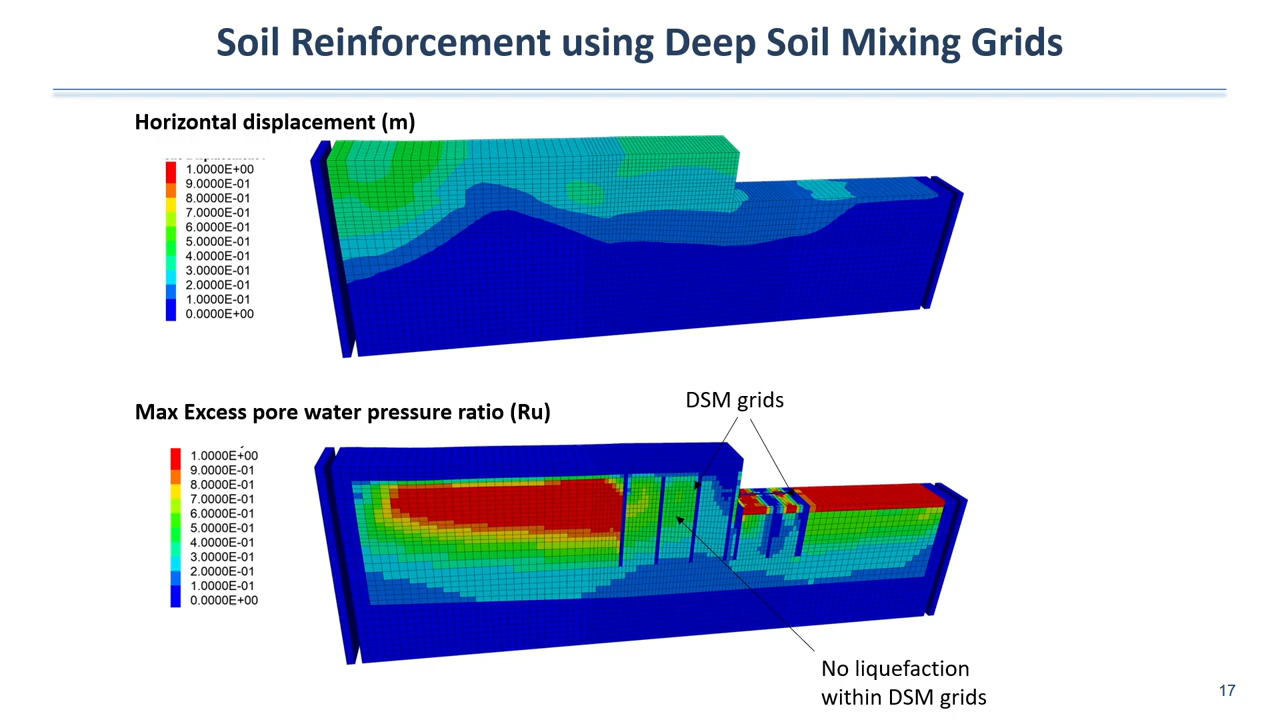 Soil Reinforcement using Deep Soil Mixing Grids
Horizontal displacement (m)
1.0000E+00
9.0000E-01
8.0000E-01
7.0000E-01
6.0000E-01
5.0000E-01
4.0000E-01
3.0000E-01
2.0000E-01
1.0000E-01
0.0000E+00
Max Excess pore water pressure ratio (Ru)
DSM grids
1.0000E+00
9.0000E-01
8.0000E-01
7.0000E-01
6.0000E-01
5.0000E-01
4.0000E-01
3.0000E-01
2.0000E-01
1.0000E-01
0.0000E+00
No liquefaction
within DSM grids
17